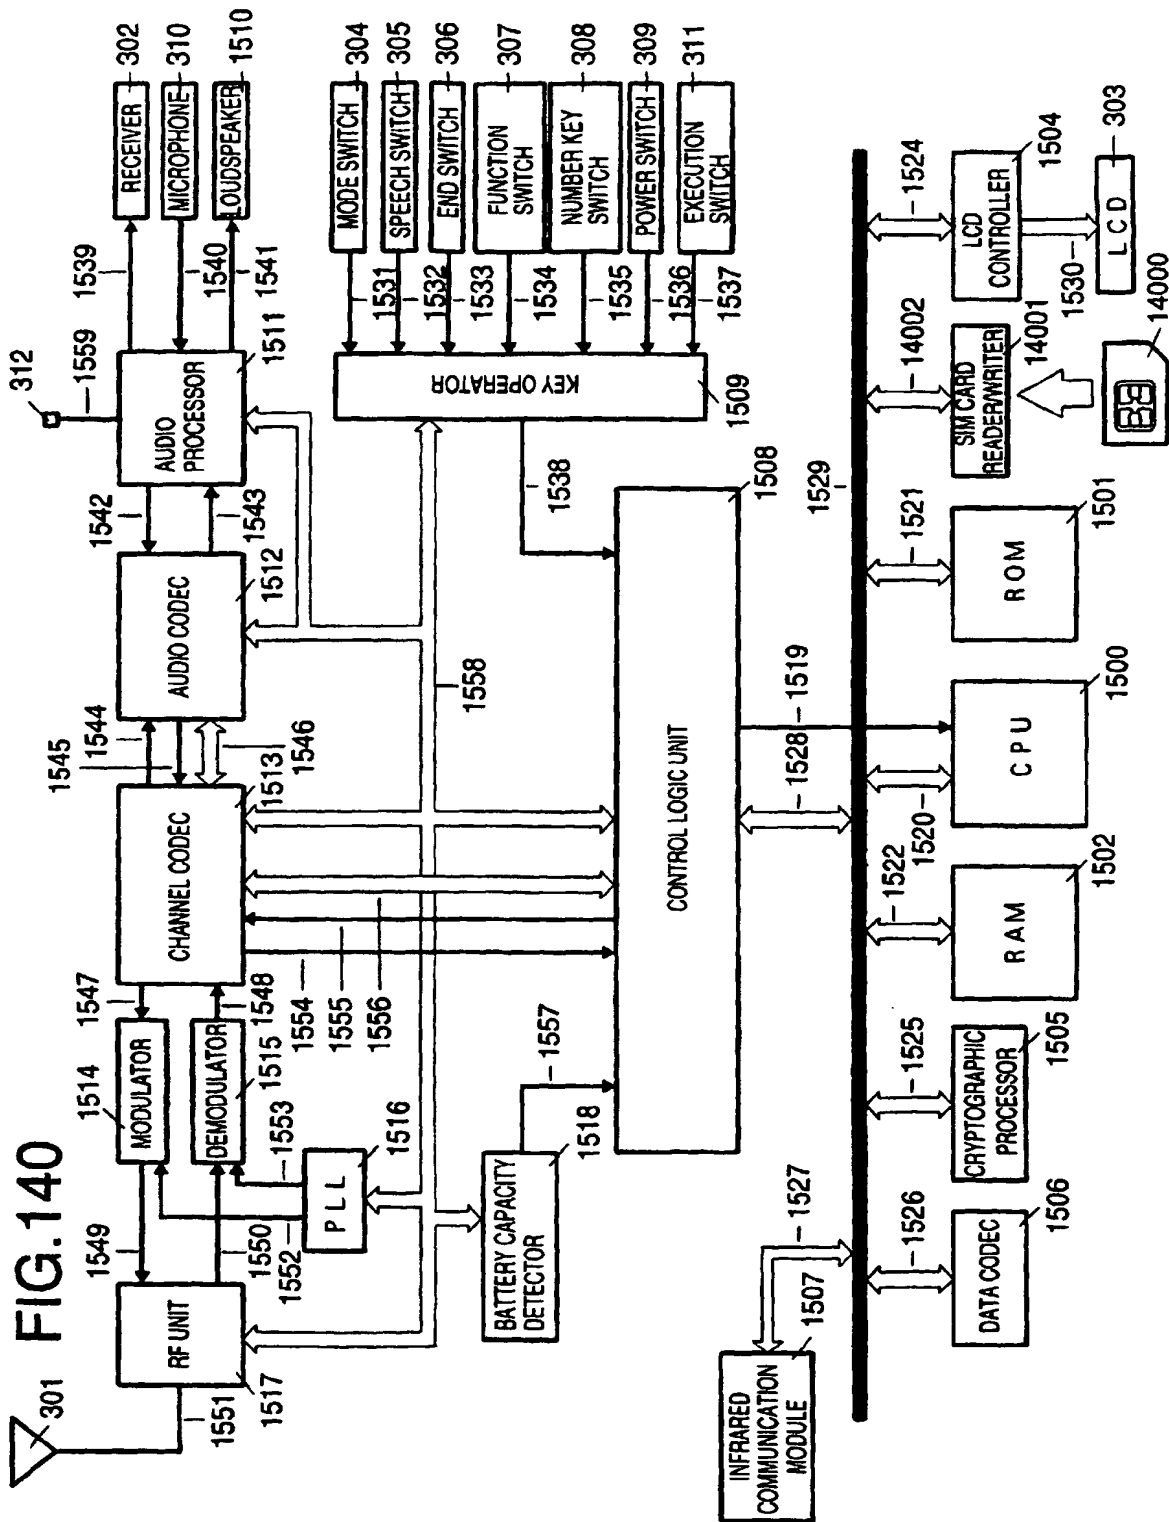 FIG.140
301
1551
RF UNIT
1517
1549
1550
1552
1514
MODULATOR
DEMODULATOR
1515
1553
PLL
1516
1547
1548
CHANNEL CODEC
1513
1545
1544
1546
AUDIO CODEC
1512
1542
1543
312
1559
AUDIO
PROCESSOR
1511
1539
1540
1541
RECEIVER
302
MICROPHONE
310
LOUDSPEAKER
1510
MODE SWITCH
304
SPEECH SWITCH
305
END SWITCH
306
FUNCTION
SWITCH
307
NUMBER KEY
SWITCH
308
POWER SWITCH
309
EXECUTION
SWITCH
311
1531
1532
1533
1534
1535
1536
1537
KEY OPERATOR
1509
1538
1558
1554
1555
1556
1557
BATTERY CAPACITY
DETECTOR
1518
CONTROL LOGIC UNIT
1508
1528
1519
1529
INFRARED
COMMUNICATION
MODULE
1507
1527
1526
DATA CODEC
1506
1525
CRYPTOGRAPHIC
PROCESSOR
1505
1522
RAM
1502
1520
CPU
1500
1521
ROM
1501
14002
SIM CARD
READER/WRITER
14001
14000
1524
LCD
CONTROLLER
1504
1530
LCD
303